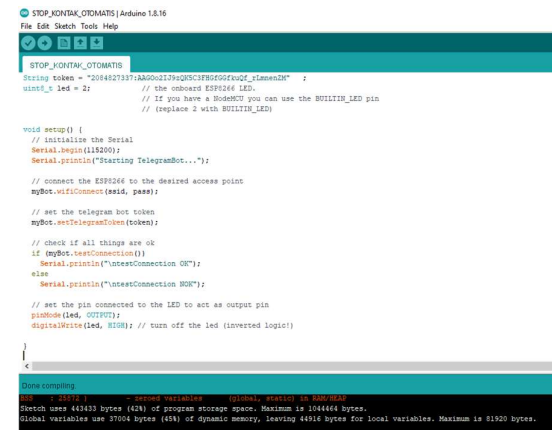 STOP_KONTAK_OTOMATIS | Arduino 1.8.16
File Edit Sketch Tools Help
STOP_KONTAK_OTOMATIS
String token = "2084827337:AAGOo2IJ9zQK5C3FHGfGGfkuQf_rLmnenZM" ;
uint8_t led = 2; // the onboard ESP8266 LED.
// If you have a NodeMCU you can use the BUILTIN_LED pin
// (replace 2 with BUILTIN_LED)
void setup() {
// initialize the Serial
Serial.begin(115200);
Serial.println("Starting TelegramBot...");
// connect the ESP8266 to the desired access point
myBot.wifiConnect(ssid, pass);
// set the telegram bot token
myBot.setTelegramToken(token);
// check if all things are ok
if (myBot.testConnection())
Serial.println("\ntestConnection OK");
else
Serial.println("\ntestConnection NOK");
// set the pin connected to the LED to act as output pin
pinMode(led, OUTPUT);
digitalWrite(led, HIGH); // turn off the led (inverted logic!)
}
Done compiling.
BSS : 28872 ) - zeroed variables (global, static) in RAM/HEAP
Sketch uses 443433 bytes (42%) of program storage space. Maximum is 1044464 bytes.
Global variables use 37004 bytes (45%) of dynamic memory, leaving 44916 bytes for local variables. Maximum is 81920 bytes.